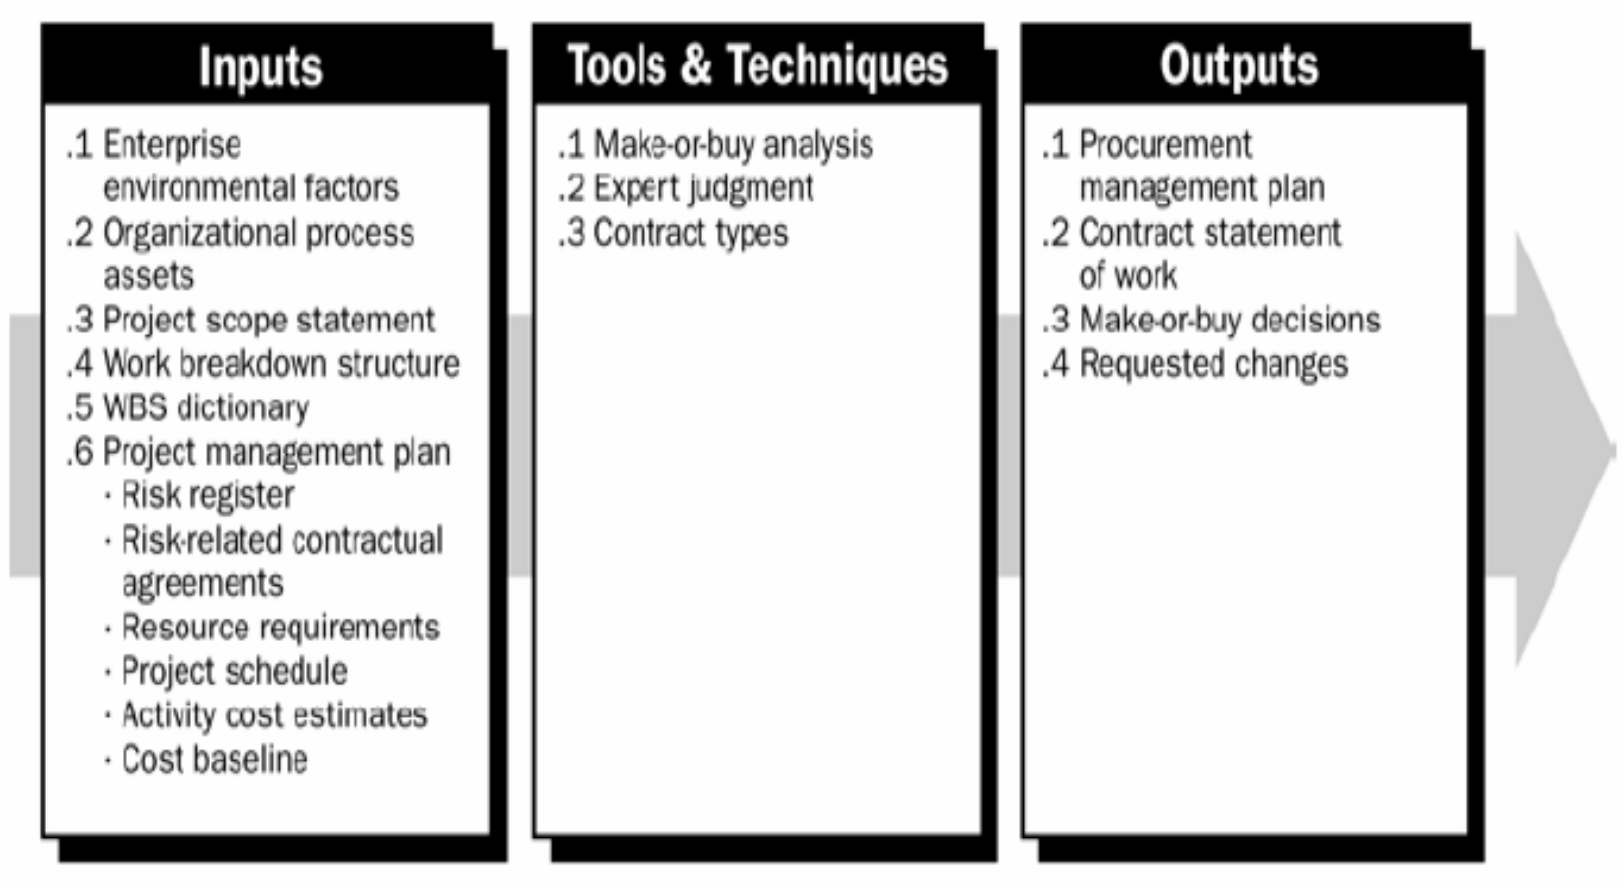 Inputs
.1 Enterprise
environmental factors
.2 Organizational process
assets
.3 Project scope statement
.4 Work breakdown structure
.5 WBS dictionary
.6 Project management plan
· Risk register
· Risk-related contractual
agreements
· Resource requirements
· Project schedule
· Activity cost estimates
· Cost baseline
Tools & Techniques
.1 Make-or-buy analysis
.2 Expert judgment
.3 Contract types
Outputs
.1 Procurement
management plan
.2 Contract statement
of work
.3 Make-or-buy decisions
.4 Requested changes